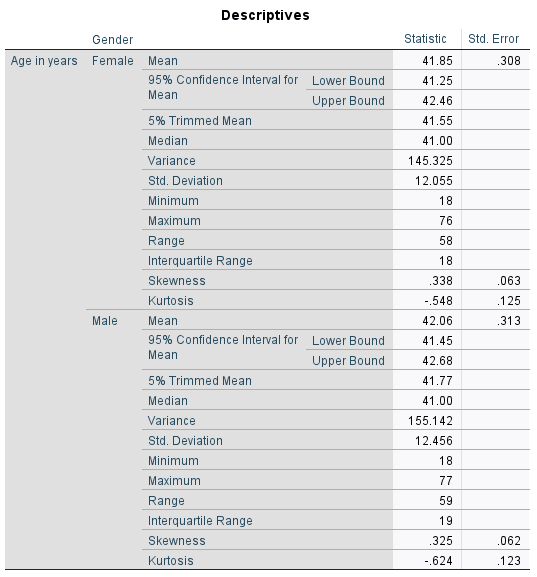 Descriptives
Gender Statistic Std. Error
Age in years Female Mean 41.85 .308
95% Confidence Interval for Mean Lower Bound 41.25
Upper Bound 42.46
5% Trimmed Mean 41.55
Median 41.00
Variance 145.325
Std. Deviation 12.055
Minimum 18
Maximum 76
Range 58
Interquartile Range 18
Skewness .338 .063
Kurtosis -.548 .125
Male Mean 42.06 .313
95% Confidence Interval for Mean Lower Bound 41.45
Upper Bound 42.68
5% Trimmed Mean 41.77
Median 41.00
Variance 155.142
Std. Deviation 12.456
Minimum 18
Maximum 77
Range 59
Interquartile Range 19
Skewness .325 .062
Kurtosis -.624 .123